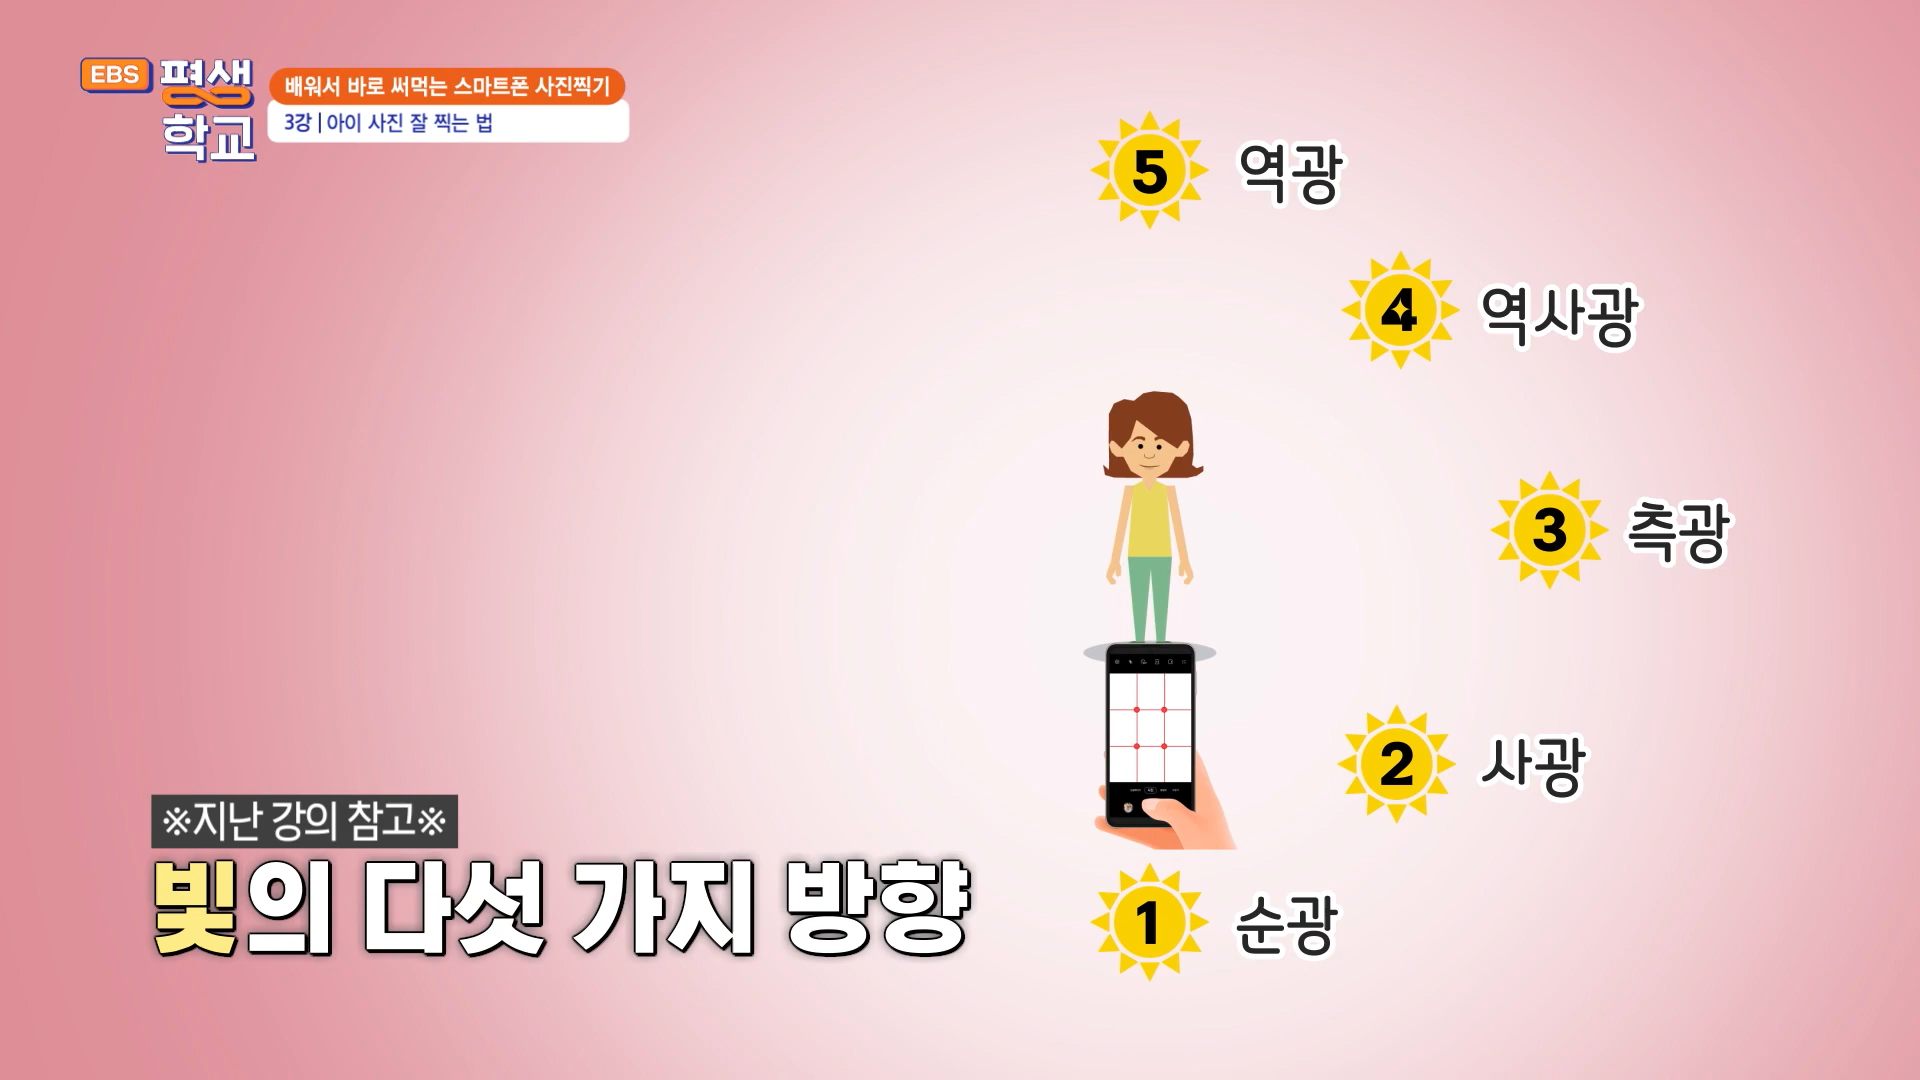 EBS 평생
학교
배워서 바로 써먹는 스마트폰 사진찍기
3강 | 아이 사진 잘 찍는 법
5 역광
4 역사광
3 측광
2 사광
1 순광
※지난 강의 참고※
빛의 다섯 가지 방향